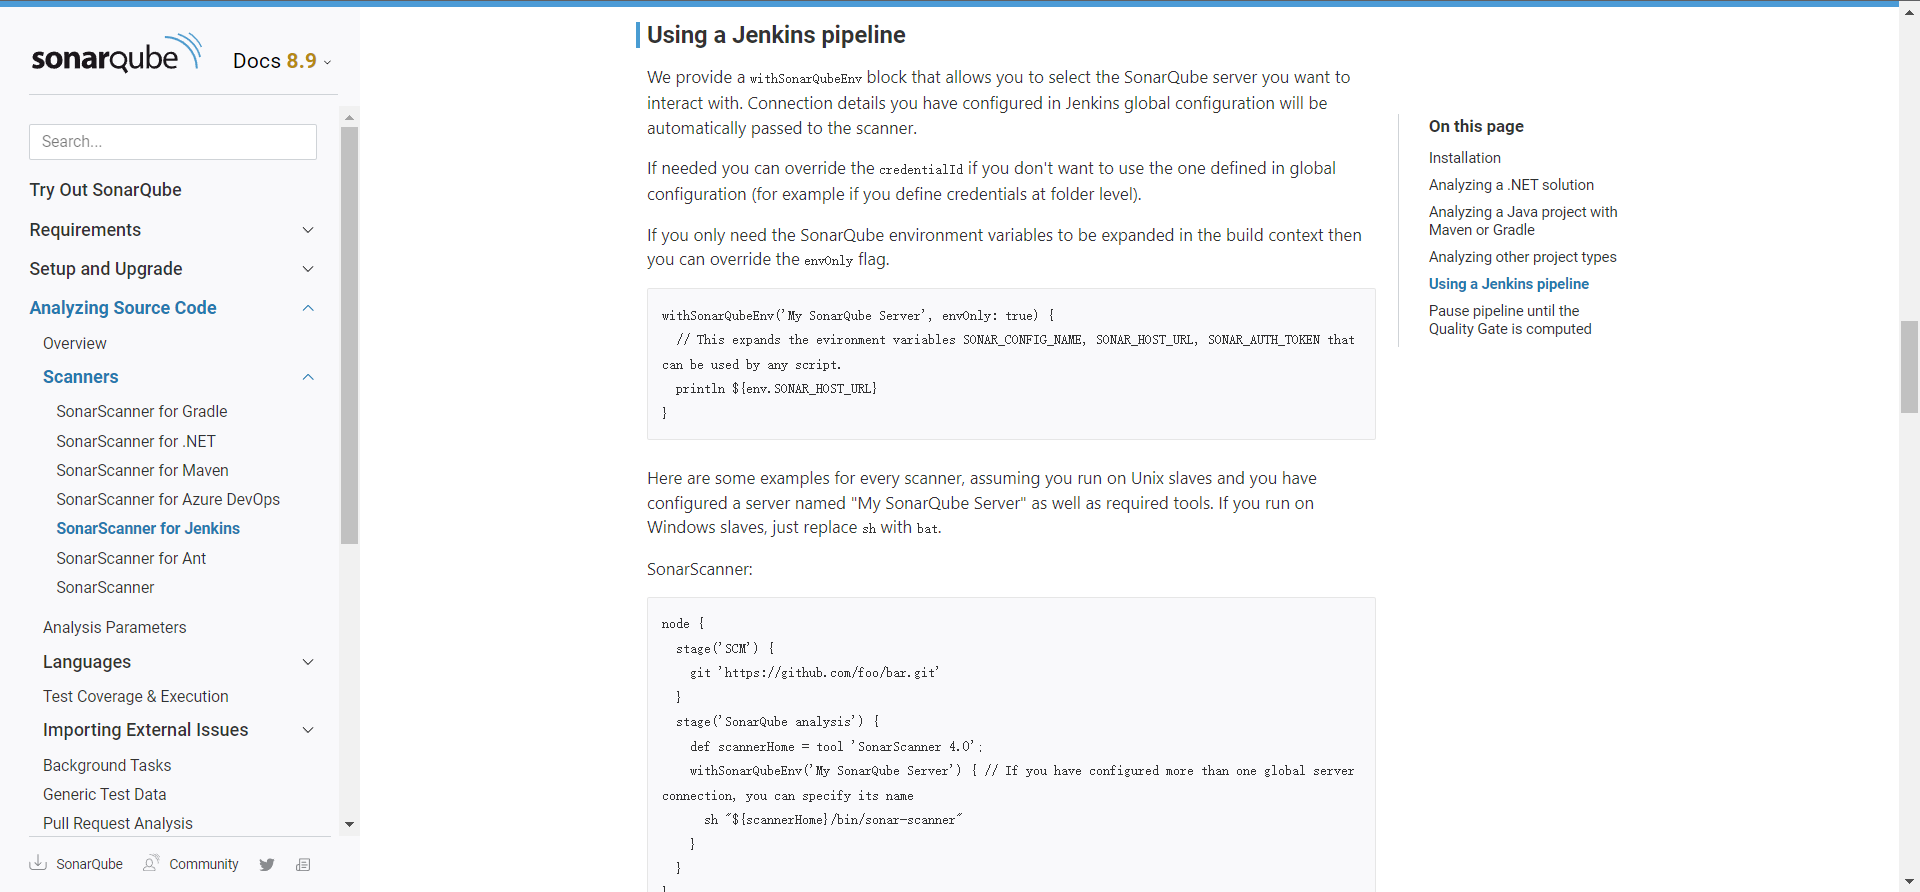 sonarqube
Docs 8.9
Search...
Try Out SonarQube
Requirements
Setup and Upgrade
Analyzing Source Code
Overview
Scanners
SonarScanner for Gradle
SonarScanner for .NET
SonarScanner for Maven
SonarScanner for Azure DevOps
SonarScanner for Jenkins
SonarScanner for Ant
SonarScanner
Analysis Parameters
Languages
Test Coverage & Execution
Importing External Issues
Background Tasks
Generic Test Data
Pull Request Analysis
SonarQube
Community
Using a Jenkins pipeline
We provide a withSonarQubeEnv block that allows you to select the SonarQube server you want to
interact with. Connection details you have configured in Jenkins global configuration will be
automatically passed to the scanner.
If needed you can override the credentialId if you don't want to use the one defined in global
configuration (for example if you define credentials at folder level).
If you only need the SonarQube environment variables to be expanded in the build context then
you can override the envOnly flag.
withSonarQubeEnv('My SonarQube Server', envOnly: true) {
// This expands the evironment variables SONAR_CONFIG_NAME, SONAR_HOST_URL, SONAR_AUTH_TOKEN that
can be used by any script.
println ${env.SONAR_HOST_URL}
}
Here are some examples for every scanner, assuming you run on Unix slaves and you have
configured a server named "My SonarQube Server" as well as required tools. If you run on
Windows slaves, just replace sh with bat.
SonarScanner:
node {
stage('SCM') {
git 'https://github.com/foo/bar.git'
}
stage('SonarQube analysis') {
def scannerHome = tool 'SonarScanner 4.0';
withSonarQubeEnv('My SonarQube Server') { // If you have configured more than one global server
connection, you can specify its name
sh "${scannerHome}/bin/sonar-scanner"
}
}
}
On this page
Installation
Analyzing a .NET solution
Analyzing a Java project with
Maven or Gradle
Analyzing other project types
Using a Jenkins pipeline
Pause pipeline until the
Quality Gate is computed